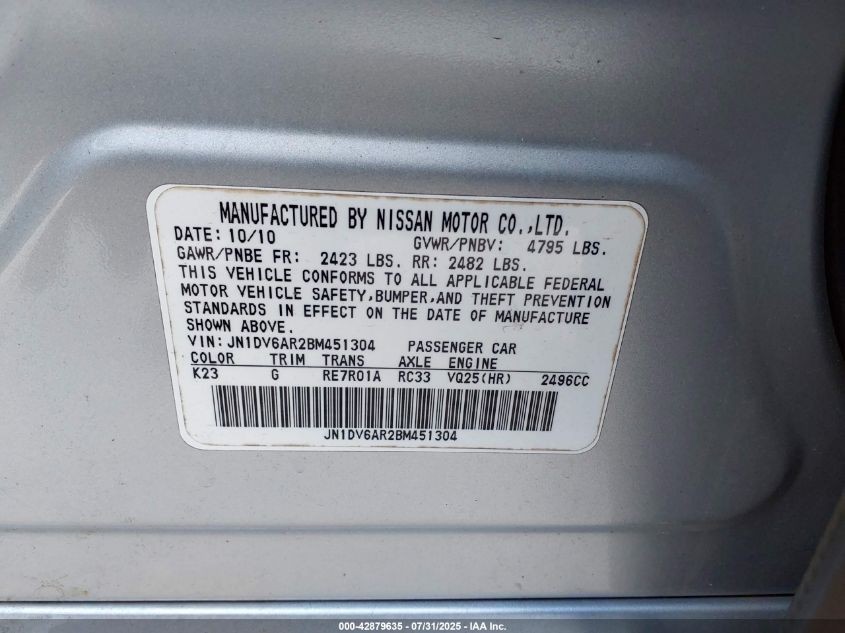 MANUFACTURED BY NISSAN MOTOR CO.,LTD.
DATE: 10/10 GVWR/PNBV: 4795 LBS.
GAWR/PNBE FR: 2423 LBS. RR: 2482 LBS.
THIS VEHICLE CONFORMS TO ALL APPLICABLE FEDERAL
MOTOR VEHICLE SAFETY,BUMPER,AND THEFT PREVENTION
STANDARDS IN EFFECT ON THE DATE OF MANUFACTURE
SHOWN ABOVE.
VIN: JN1DV6AR2BM451304 PASSENGER CAR
COLOR TRIM TRANS AXLE ENGINE
K23 G RE7R01A RC33 VQ25(HR) 2496CC
JN1DV6AR2BM451304
000-42879635 - 07/31/2025 - IAA Inc.